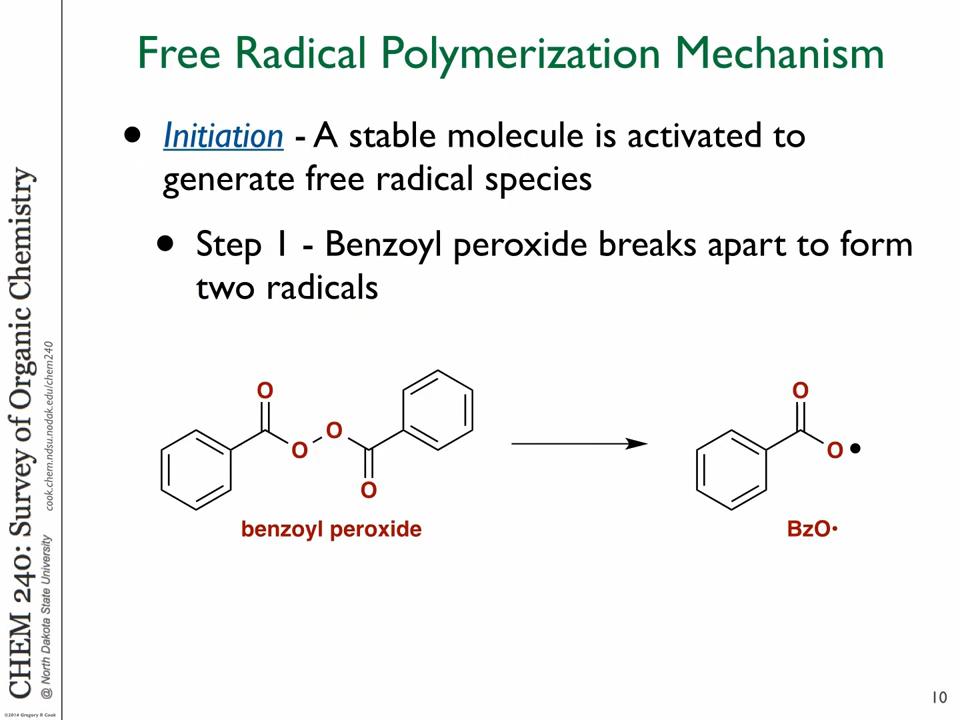 Free Radical Polymerization Mechanism
• Initiation - A stable molecule is activated to
generate free radical species
• Step 1 - Benzoyl peroxide breaks apart to form
two radicals
O
O
O
O
benzoyl peroxide
O
O•
BzO•
CHEM 240: Survey of Organic Chemistry
@ North Dakota State University cook.chem.ndsu.nodak.edu/chem240
©2014 Gregory R Cook
10